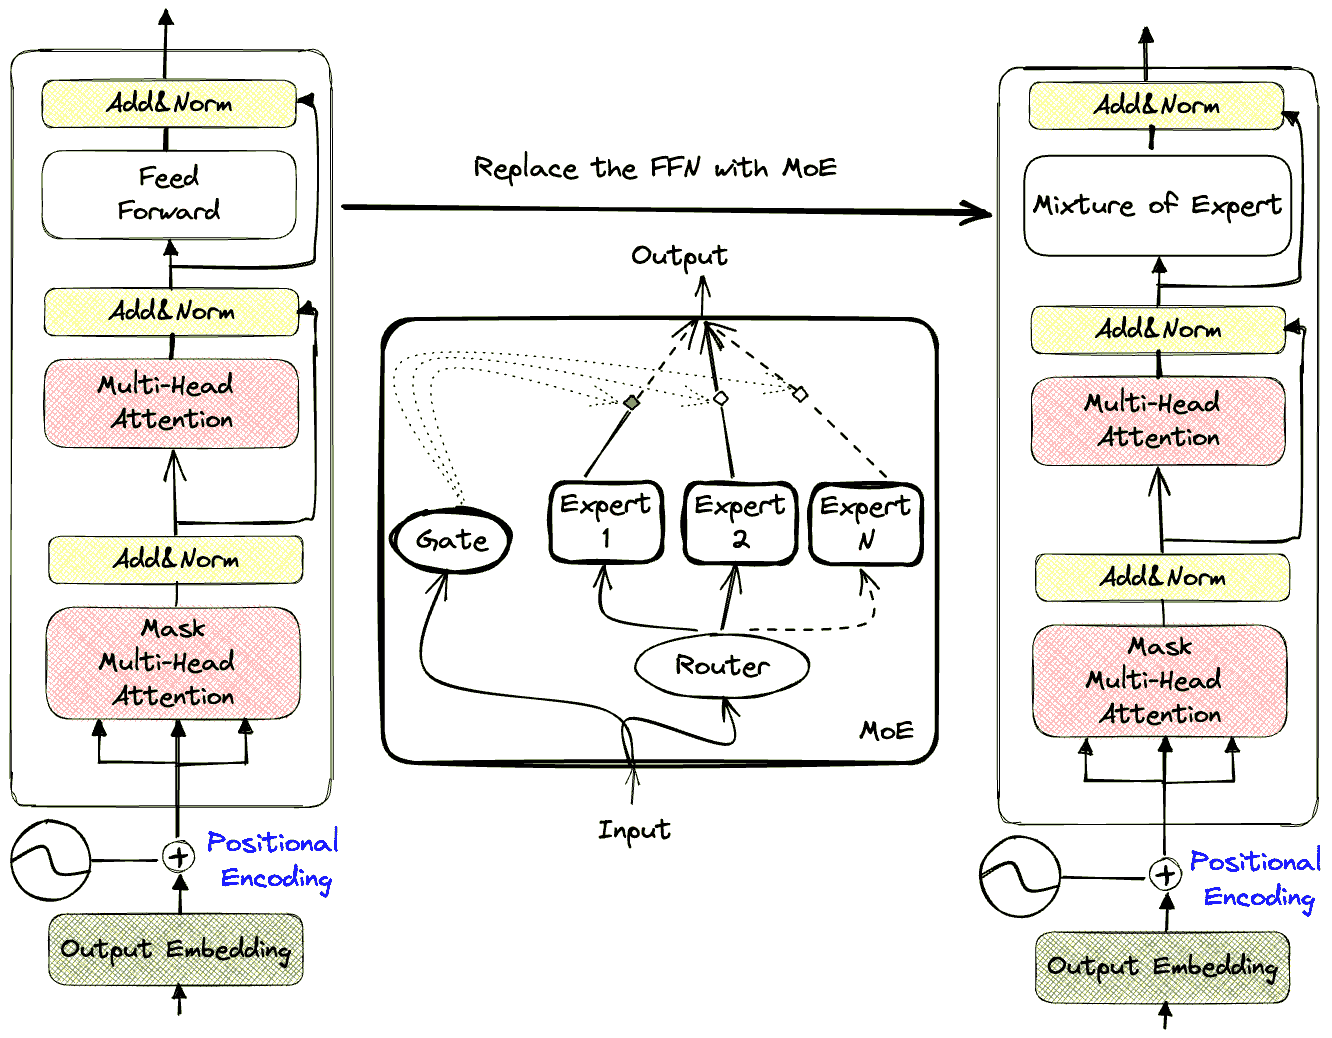 Add&Norm
Feed
Forward
Add&Norm
Multi-Head
Attention
Add&Norm
Mask
Multi-Head
Attention
Positional
Encoding
Output Embedding
Replace the FFN with MoE
Output
Gate
Expert
1
Expert
2
Expert
N
Router
MoE
Input
Add&Norm
Mixture of Expert
Add&Norm
Multi-Head
Attention
Add&Norm
Mask
Multi-Head
Attention
Positional
Encoding
Output Embedding